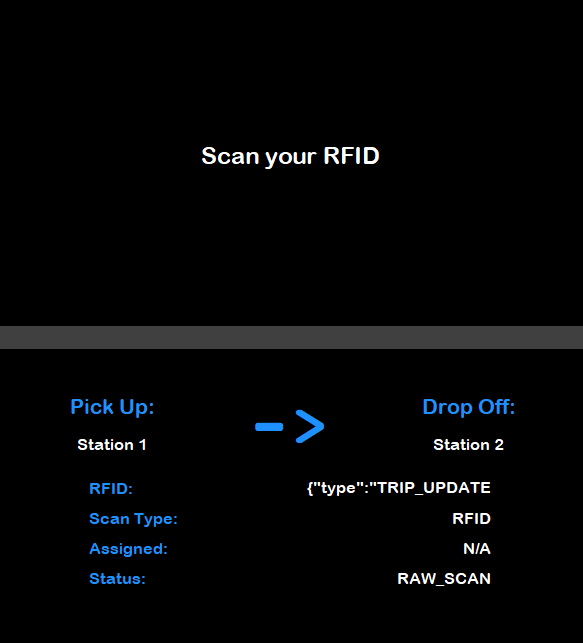 Scan your RFID
Pick Up:
->
Drop Off:
Station 1
Station 2
RFID:
{"type":"TRIP_UPDATE
Scan Type:
RFID
Assigned:
N/A
Status:
RAW_SCAN